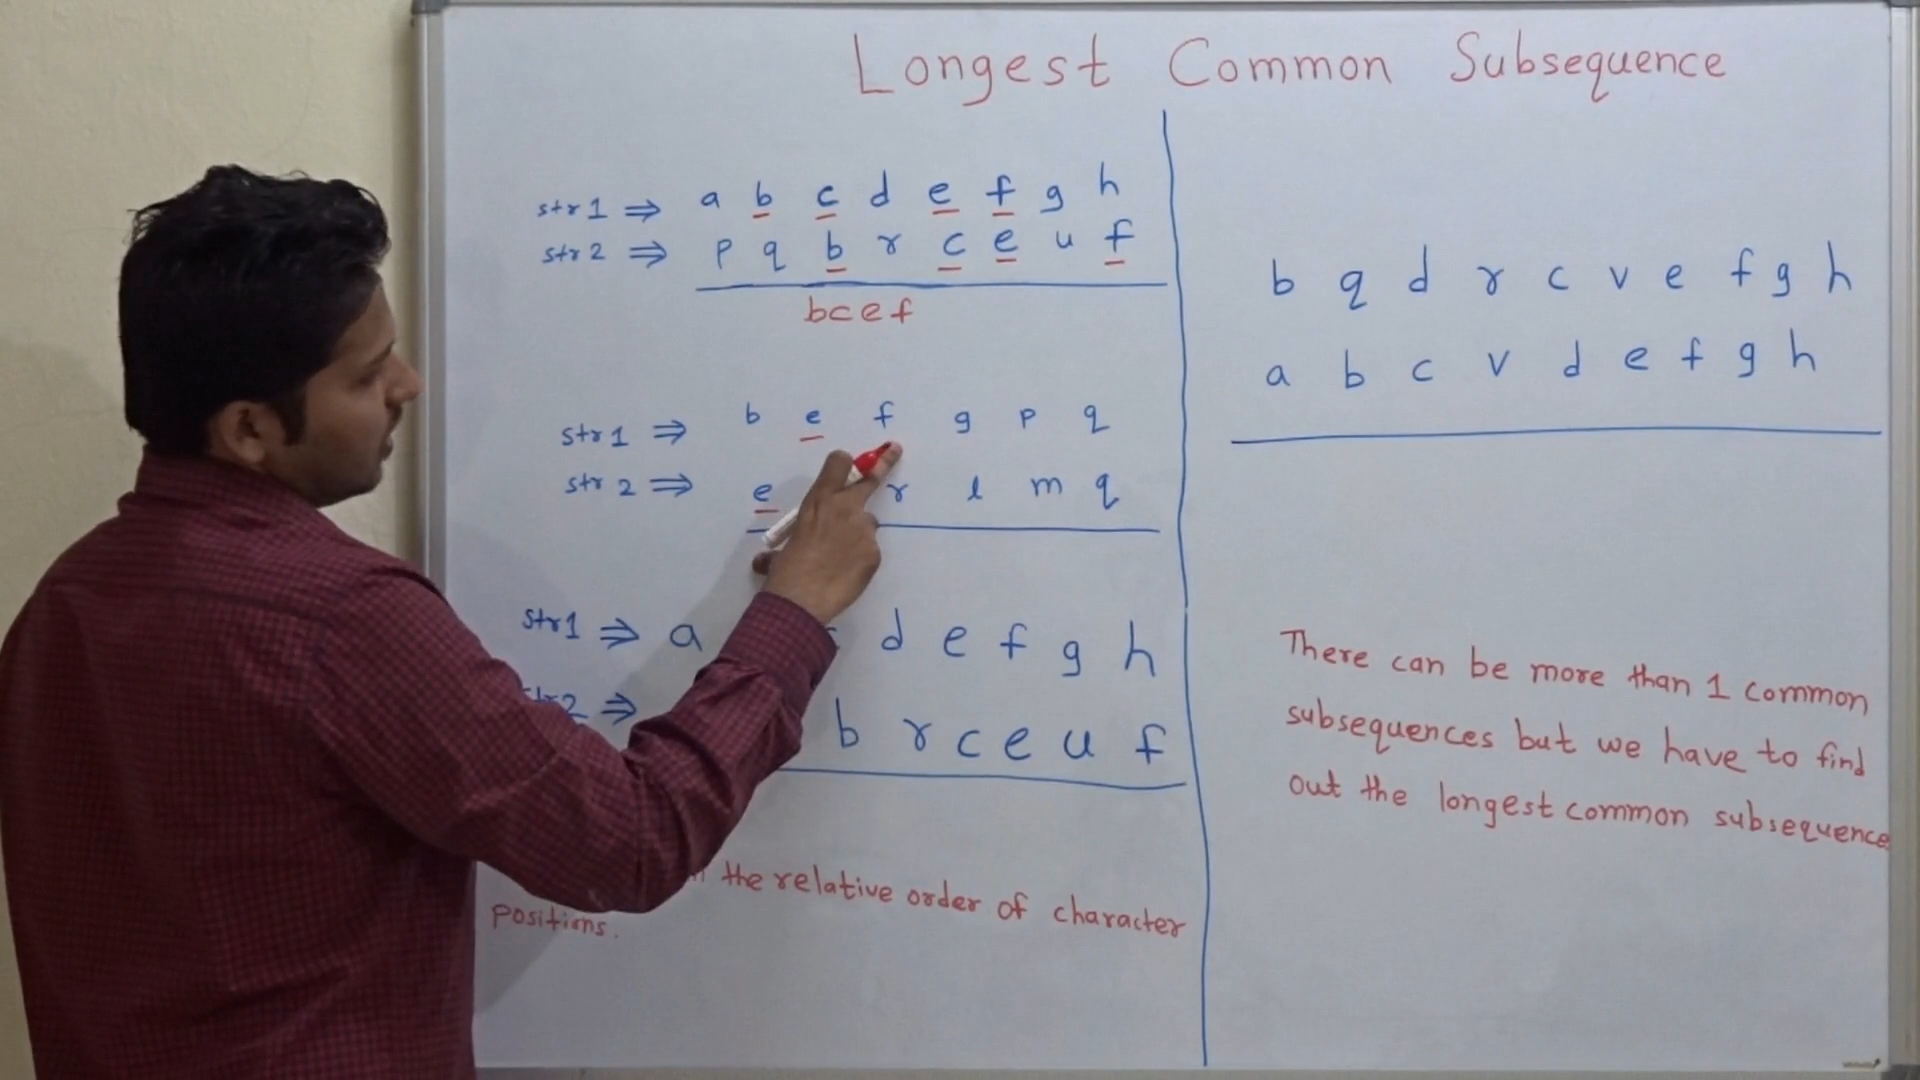 Longest Common Subsequence
str1 ⇒ a b c d e f g h
str2 ⇒ p q b r c e u f
bcef
str1 ⇒ b e f g p q
str2 ⇒ e r l m q
str1 ⇒ a d e f g h
⇒ b r c e u f
the relative order of character
positions.
b q d r c v e f g h
a b c v d e f g h
There can be more than 1 common
subsequences but we have to find
out the longest common subsequence